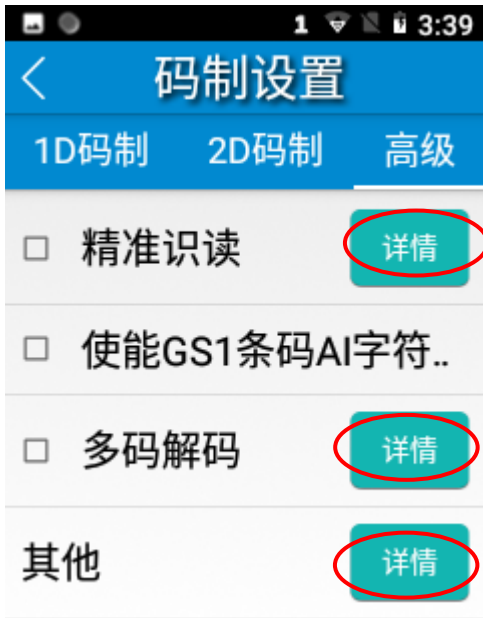 1 3:39
码制设置
1D码制 2D码制 高级
精准识读 详情
使能GS1条码AI字符..
多码解码 详情
其他 详情